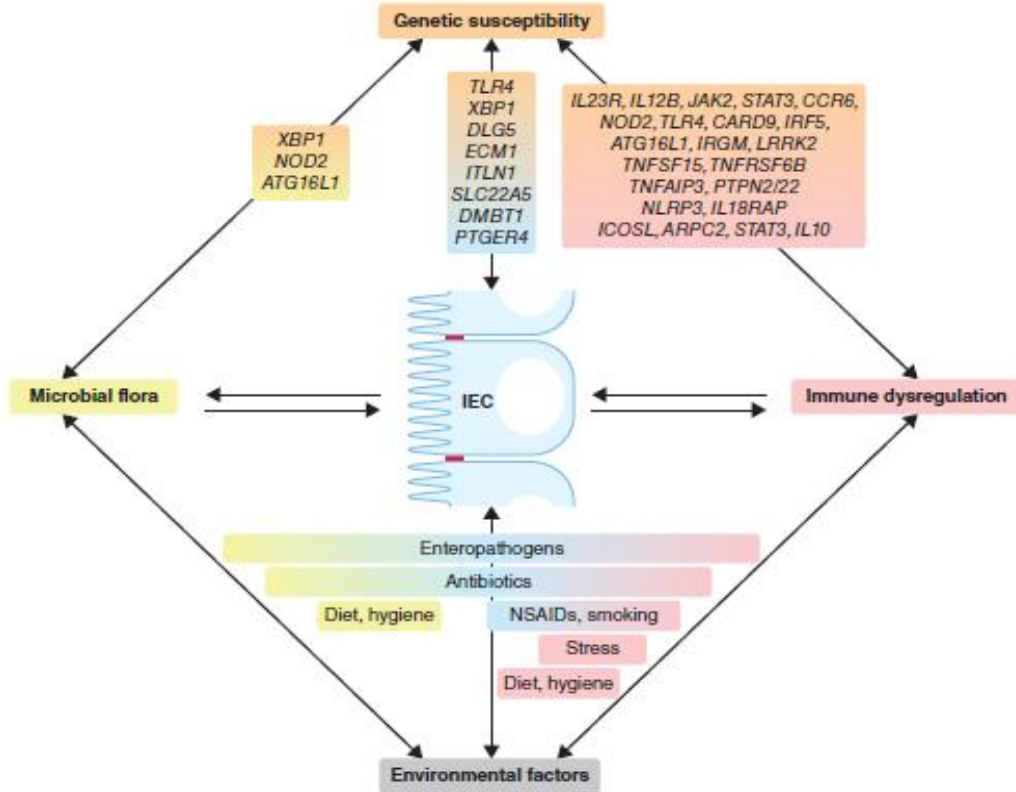 Genetic susceptibility
TLR4
XBP1
DLG5
ECM1
ITLN1
SLC22A5
DMBT1
PTGER4
IL23R, IL12B, JAK2, STAT3, CCR6,
NOD2, TLR4, CARD9, IRF5,
ATG16L1, IRGM, LRRK2
TNFSF15, TNFRSF6B
TNFAIP3, PTPN2/22
NLRP3, IL18RAP
ICOSL, ARPC2, STAT3, IL10
XBP1
NOD2
ATG16L1
Microbial flora
IEC
Immune dysregulation
Enteropathogens
Antibiotics
Diet, hygiene
NSAIDs, smoking
Stress
Diet, hygiene
Environmental factors